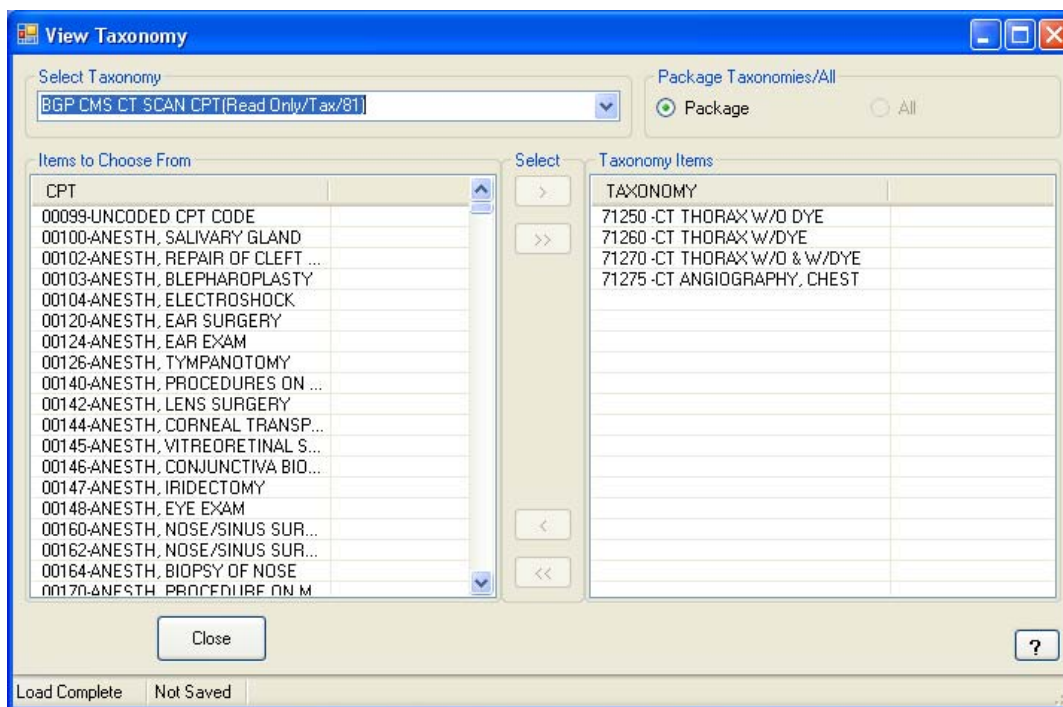 View Taxonomy
Select Taxonomy
BGP CMS CT SCAN CPT(Read Only/Tax/81)
Package Taxonomies/All
Package
All
Items to Choose From
CPT
00099-UNCODED CPT CODE
00100-ANESTH, SALIVARY GLAND
00102-ANESTH, REPAIR OF CLEFT ...
00103-ANESTH, BLEPHAROPLASTY
00104-ANESTH, ELECTROSHOCK
00120-ANESTH, EAR SURGERY
00124-ANESTH, EAR EXAM
00126-ANESTH, TYMPANOTOMY
00140-ANESTH, PROCEDURES ON ...
00142-ANESTH, LENS SURGERY
00144-ANESTH, CORNEAL TRANSP...
00145-ANESTH, VITREORETINAL S...
00146-ANESTH, CONJUNCTIVA BIO...
00147-ANESTH, IRIDECTOMY
00148-ANESTH, EYE EXAM
00160-ANESTH, NOSE/SINUS SUR...
00162-ANESTH, NOSE/SINUS SUR...
00164-ANESTH, BIOPSY OF NOSE
00170-ANESTH, PROCEDURE ON M...
Select
>
>>
<
<<
Taxonomy Items
TAXONOMY
71250 -CT THORAX W/O DYE
71260 -CT THORAX W/DYE
71270 -CT THORAX W/O & W/DYE
71275 -CT ANGIOGRAPHY, CHEST
Close
?
Load Complete
Not Saved